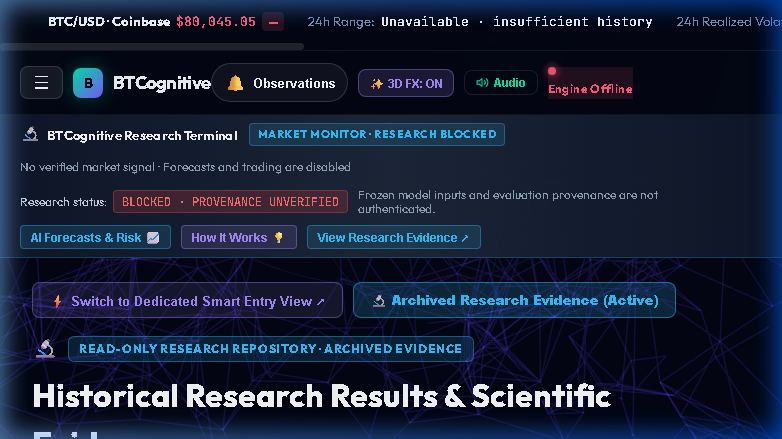 BTC/USD · Coinbase $80,045.05 — 24h Range: Unavailable · insufficient history 24h Realized
☰ B BTCognitive 🔔 Observations ✨ 3D FX: ON 🔊 Audio Engine Offline
🔬 BTCognitive Research Terminal MARKET MONITOR · RESEARCH BLOCKED
No verified market signal · Forecasts and trading are disabled
Research status: BLOCKED · PROVENANCE UNVERIFIED Frozen model inputs and evaluation provenance are not
authenticated.
AI Forecasts & Risk 📈 How It Works 💡 View Research Evidence ↗
⚡ Switch to Dedicated Smart Entry View ↗ 🔬 Archived Research Evidence (Active)
🔬 READ-ONLY RESEARCH REPOSITORY · ARCHIVED EVIDENCE
Historical Research Results & Scientific